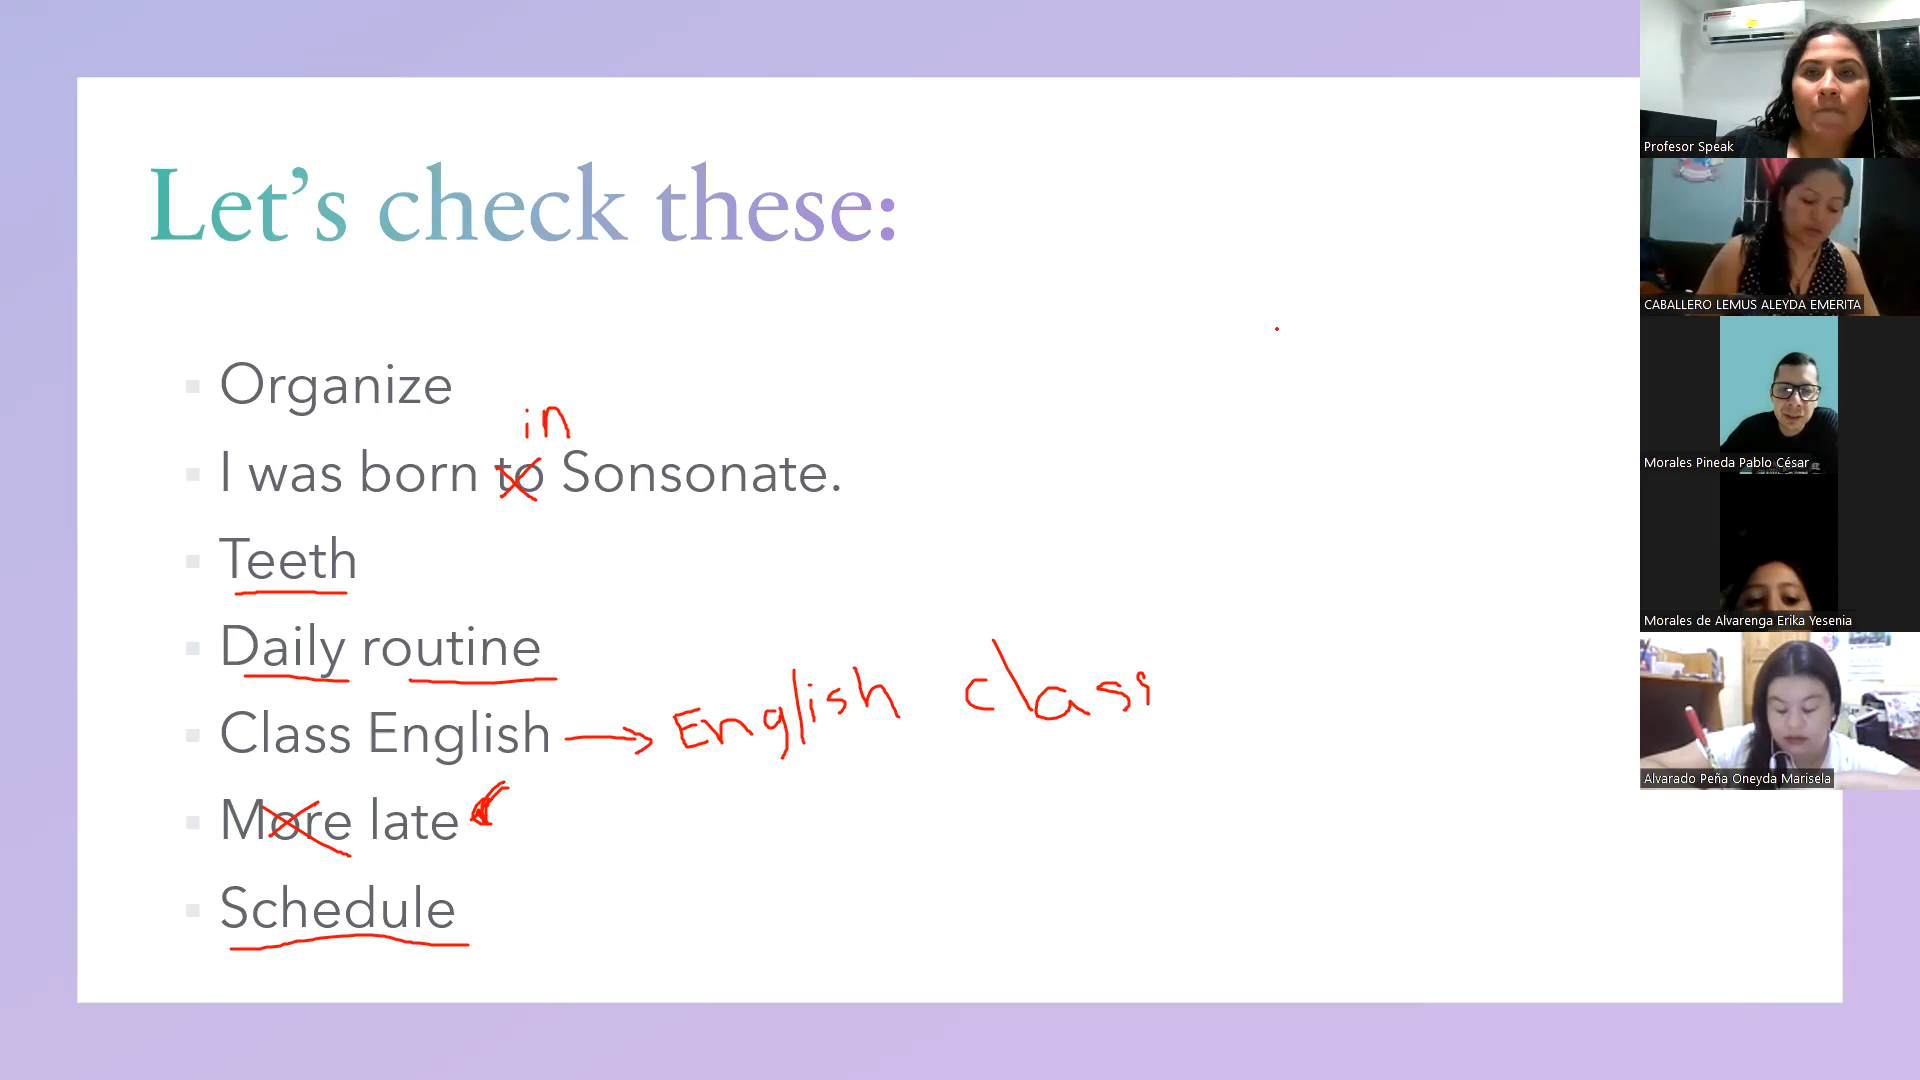 Let's check these:
Organize
in
I was born to Sonsonate.
Teeth
Daily routine
Class English → English class
More late
Schedule
Profesor Speak
CABALLERO LEMUS ALEYDA EMERITA
Morales Pineda Pablo César
Morales de Alvarenga Erika Yesenia
Alvarado Peña Oneyda Marisela